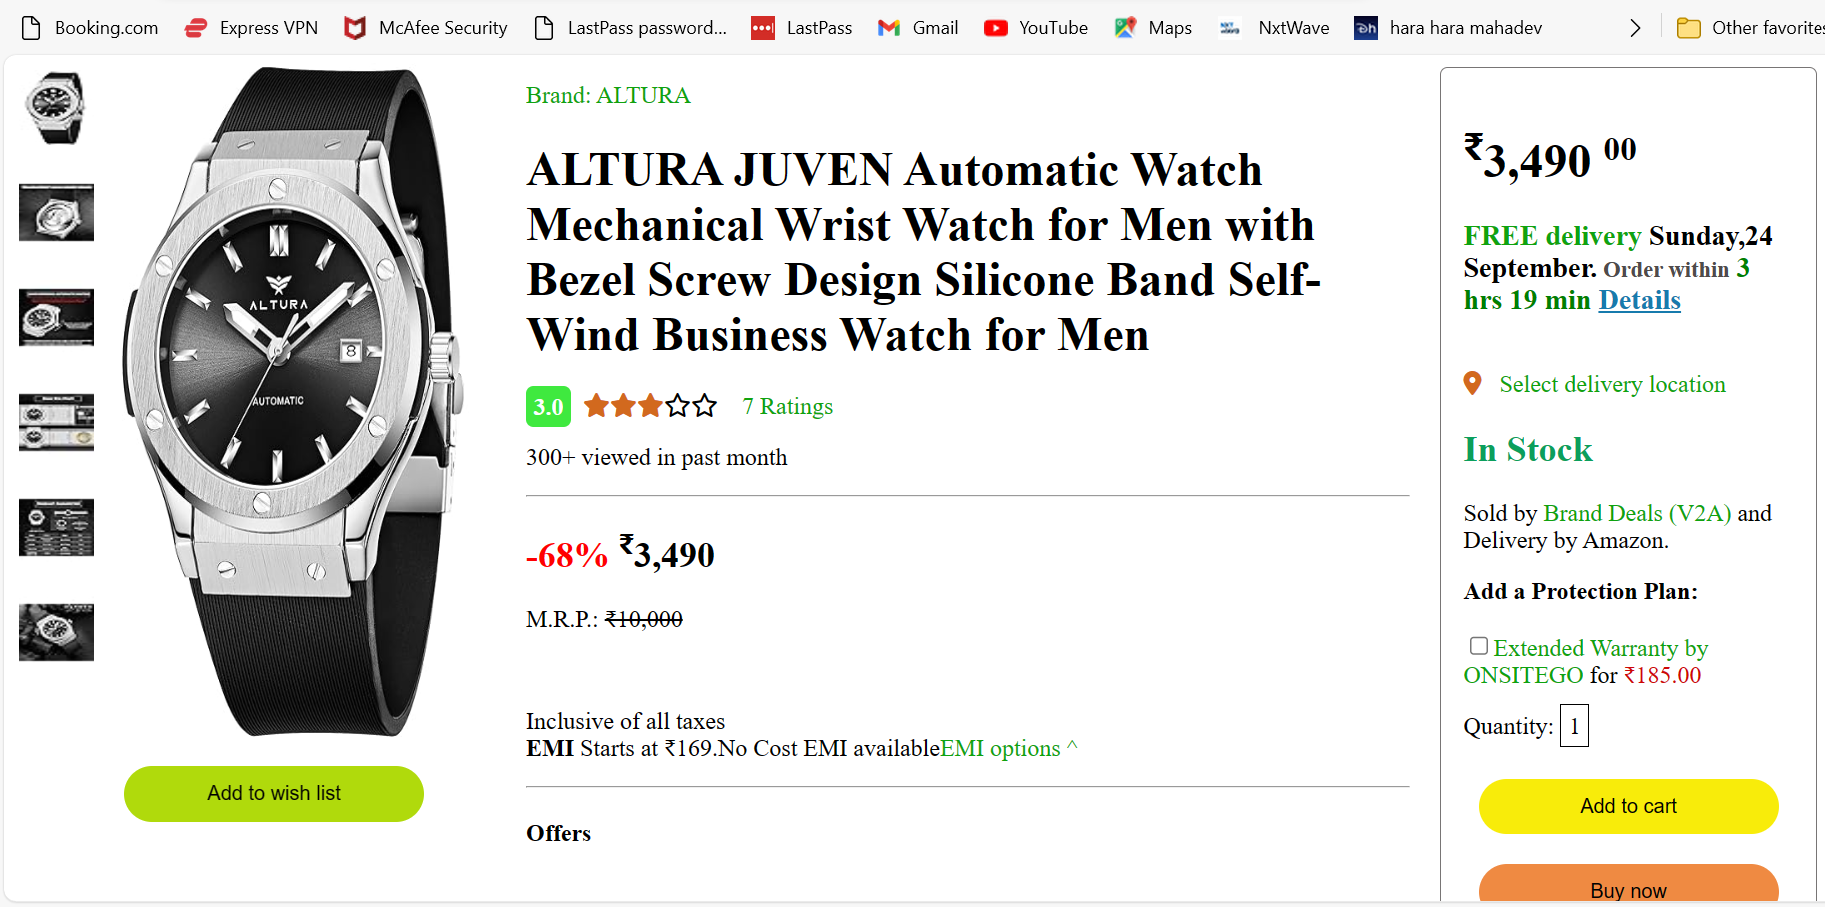 Booking.com
Express VPN
McAfee Security
LastPass password...
LastPass
Gmail
YouTube
Maps
NxtWave
hara hara mahadev
Other favorites
Brand: ALTURA
ALTURA JUVEN Automatic Watch
Mechanical Wrist Watch for Men with
Bezel Screw Design Silicone Band Self-
Wind Business Watch for Men
3.0
7 Ratings
300+ viewed in past month
-68% ₹3,490
M.R.P.: ₹10,000
Inclusive of all taxes
EMI Starts at ₹169.No Cost EMI availableEMI options ^
Offers
ALTURA
8
AUTOMATIC
Add to wish list
₹3,490 00
FREE delivery Sunday,24
September. Order within 3
hrs 19 min Details
Select delivery location
In Stock
Sold by Brand Deals (V2A) and
Delivery by Amazon.
Add a Protection Plan:
Extended Warranty by
ONSITEGO for ₹185.00
Quantity: 1
Add to cart
Buy now